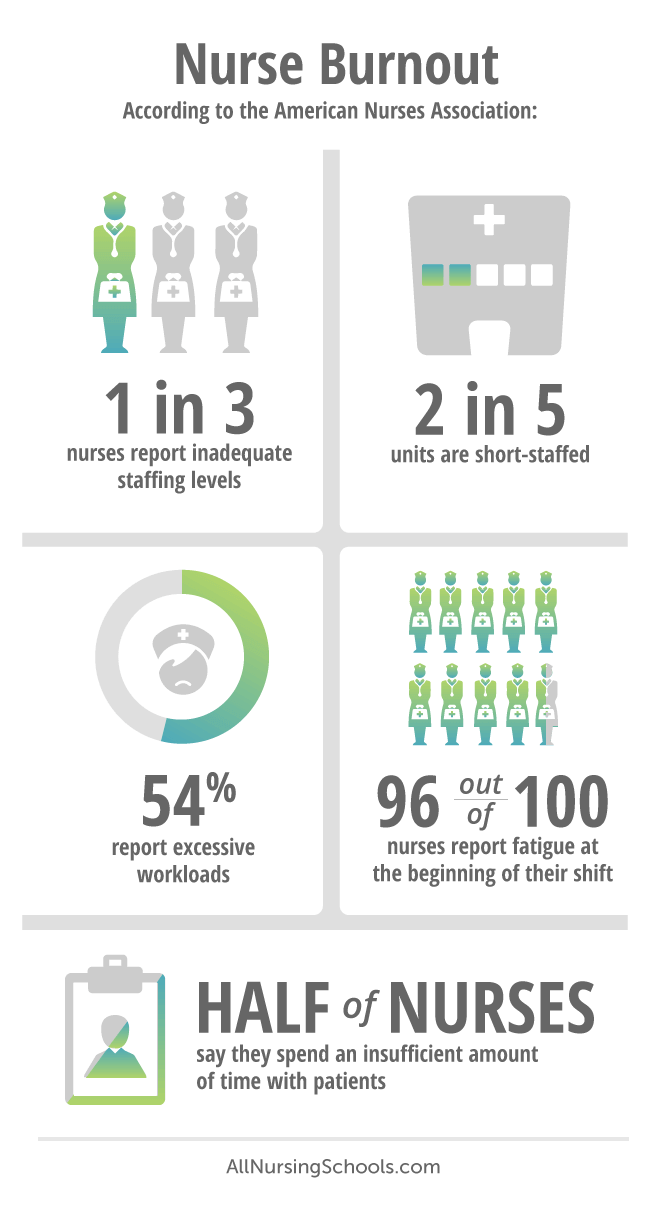 Nurse Burnout
According to the American Nurses Association:
1 in 3
nurses report inadequate
staffing levels
2 in 5
units are short-staffed
54%
report excessive
workloads
96 out of 100
nurses report fatigue at
the beginning of their shift
HALF of NURSES
say they spend an insufficient amount
of time with patients
AllNursingSchools.com